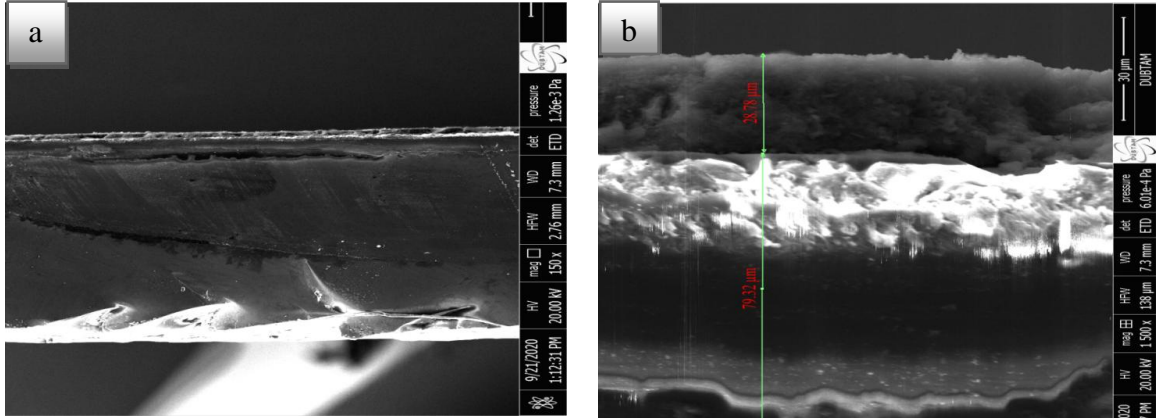 a
9/21/2020
1:12:31 PM
HV
20.00 kV
mag
150 x
HFW
2.76 mm
WD
7.3 mm
det
ETD
pressure
1.26e-3 Pa
DUBTAM
b
28.78 µm
79.32 µm
HV
20.00 kV
mag
1 500 x
HFW
138 µm
WD
7.3 mm
det
ETD
pressure
6.01e-4 Pa
DUBTAM
30 µm
DUBTAM